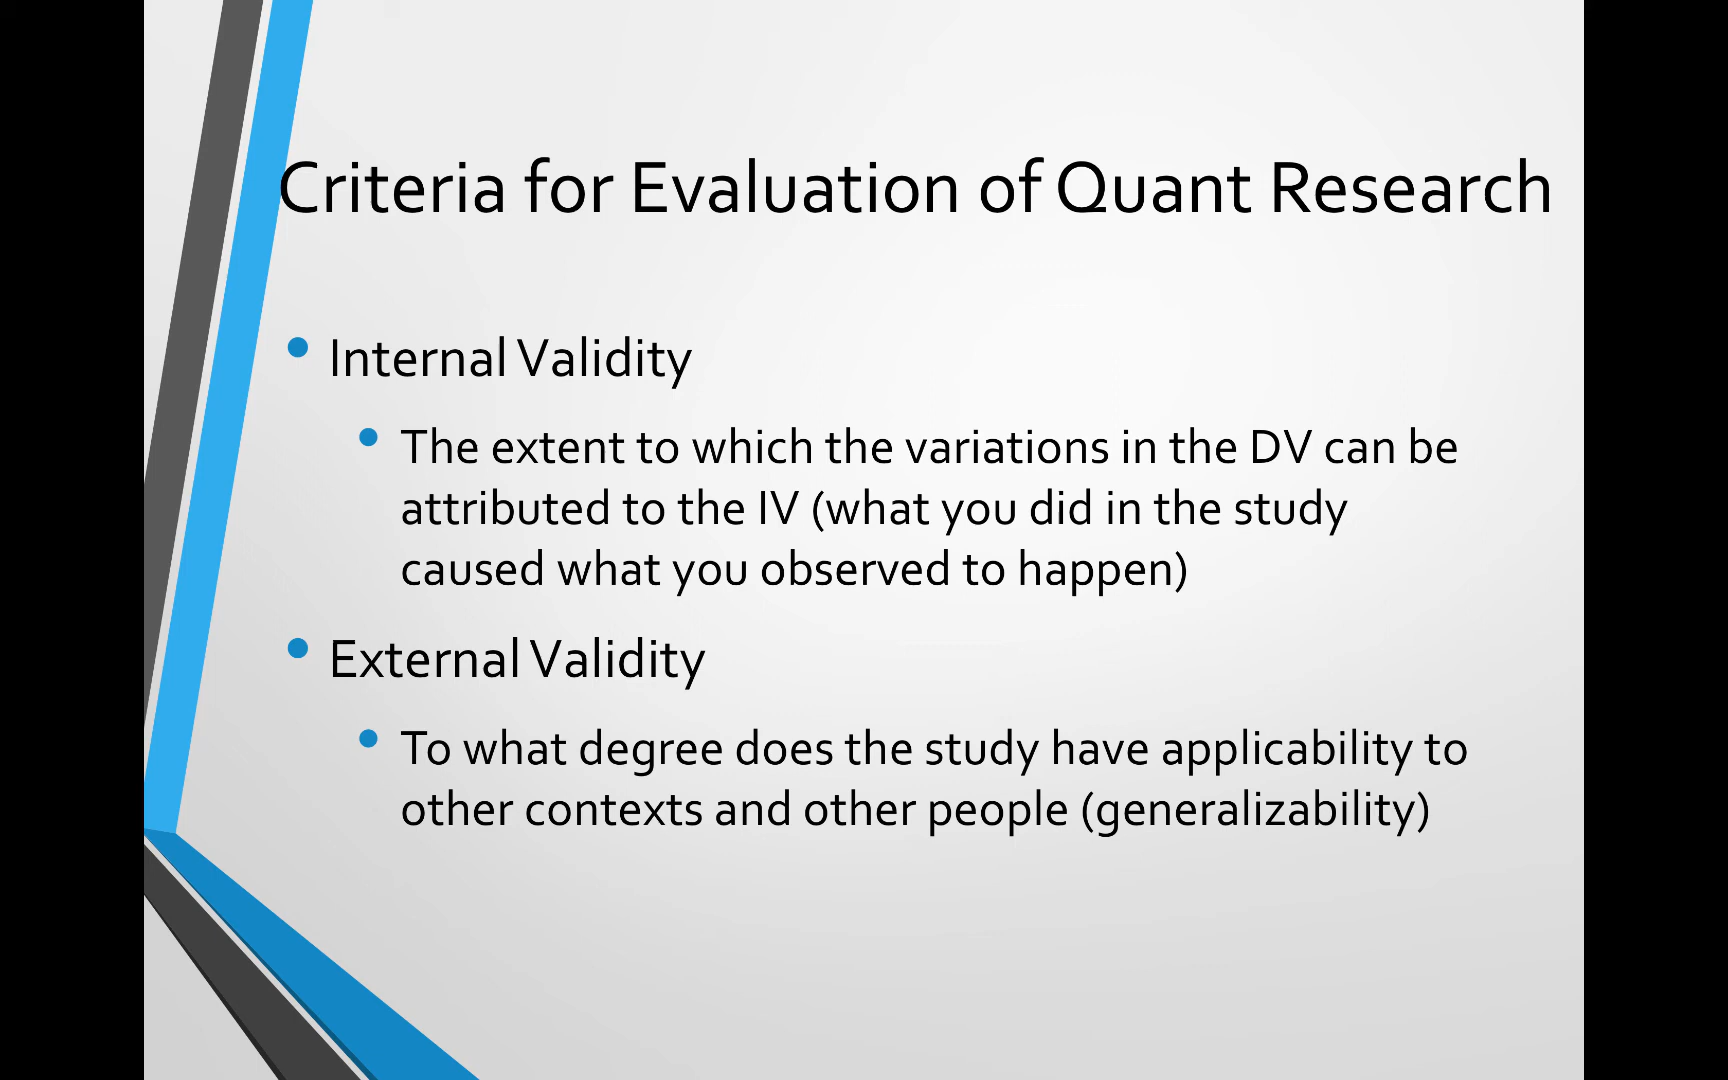 Criteria for Evaluation of Quant Research
• Internal Validity
• The extent to which the variations in the DV can be
attributed to the IV (what you did in the study
caused what you observed to happen)
• External Validity
• To what degree does the study have applicability to
other contexts and other people (generalizability)